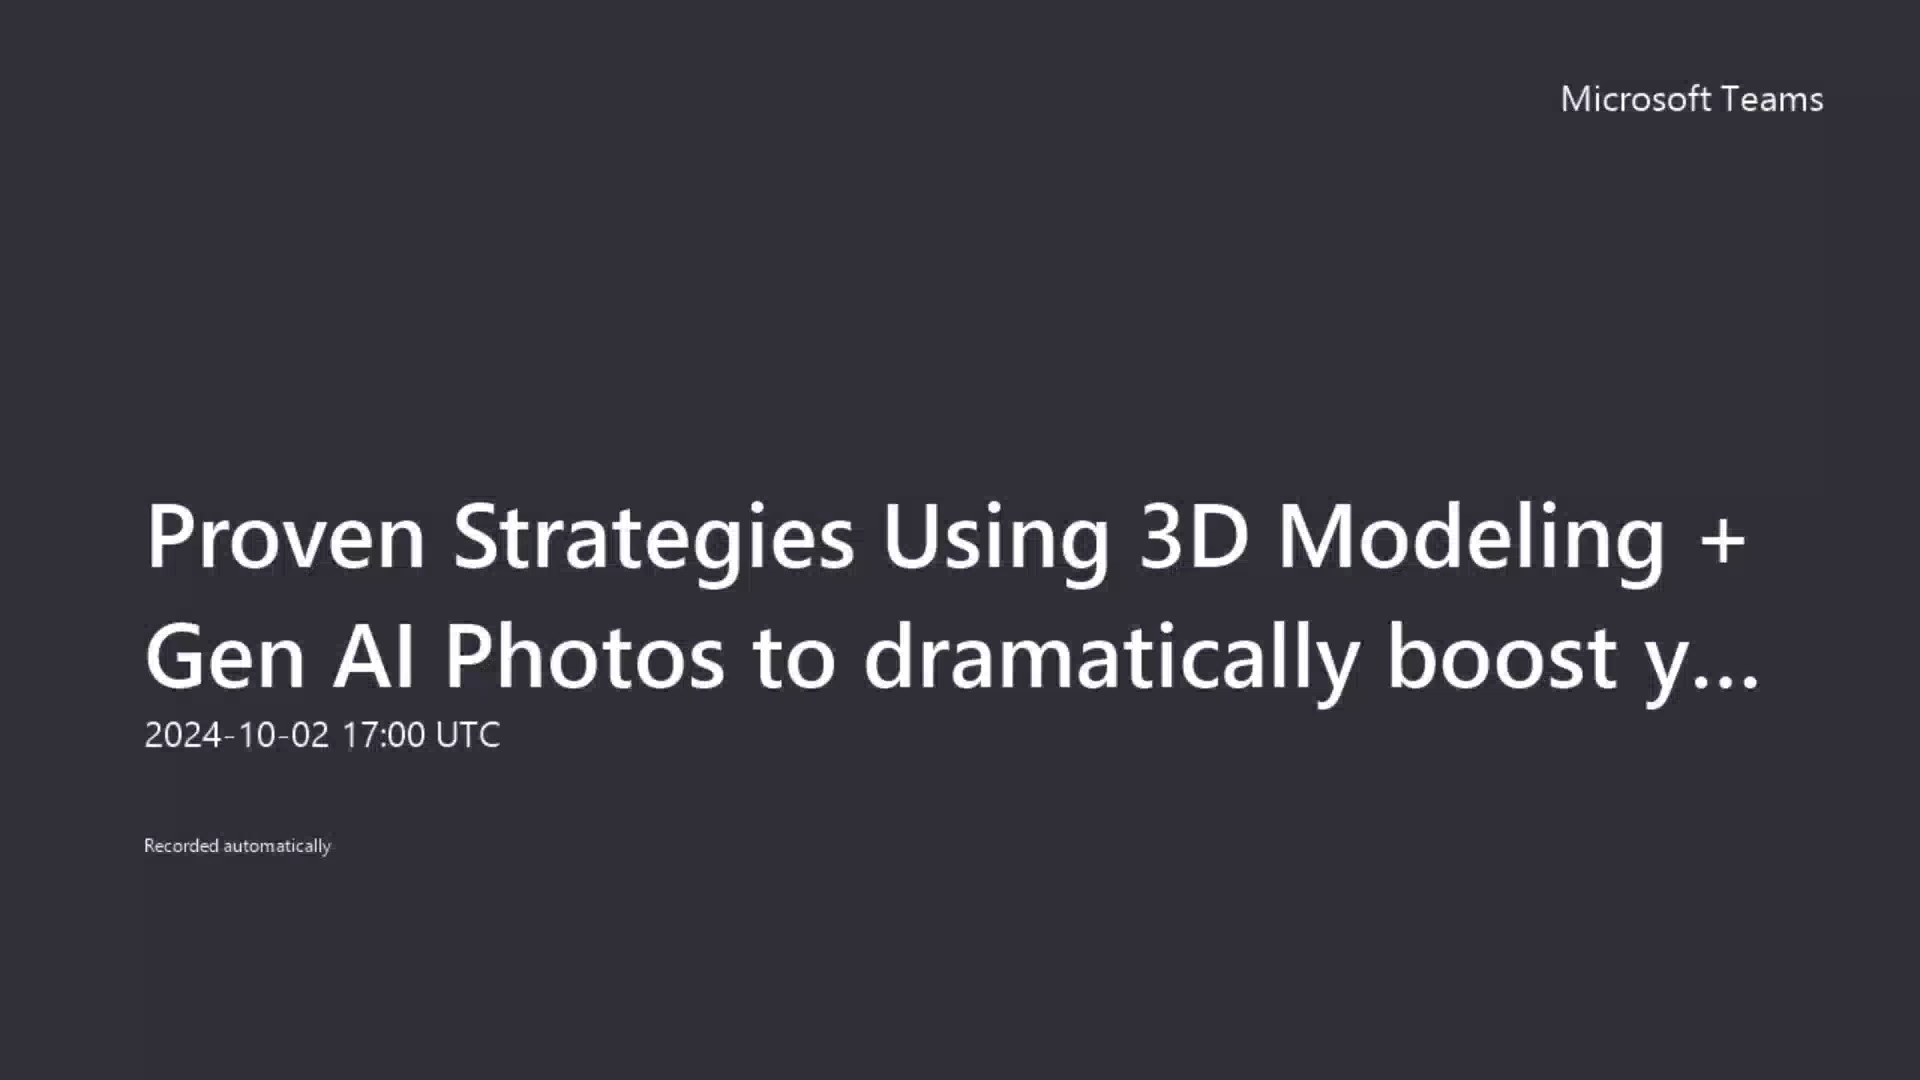 Microsoft Teams
Proven Strategies Using 3D Modeling +
Gen AI Photos to dramatically boost y...
2024-10-02 17:00 UTC
Recorded automatically